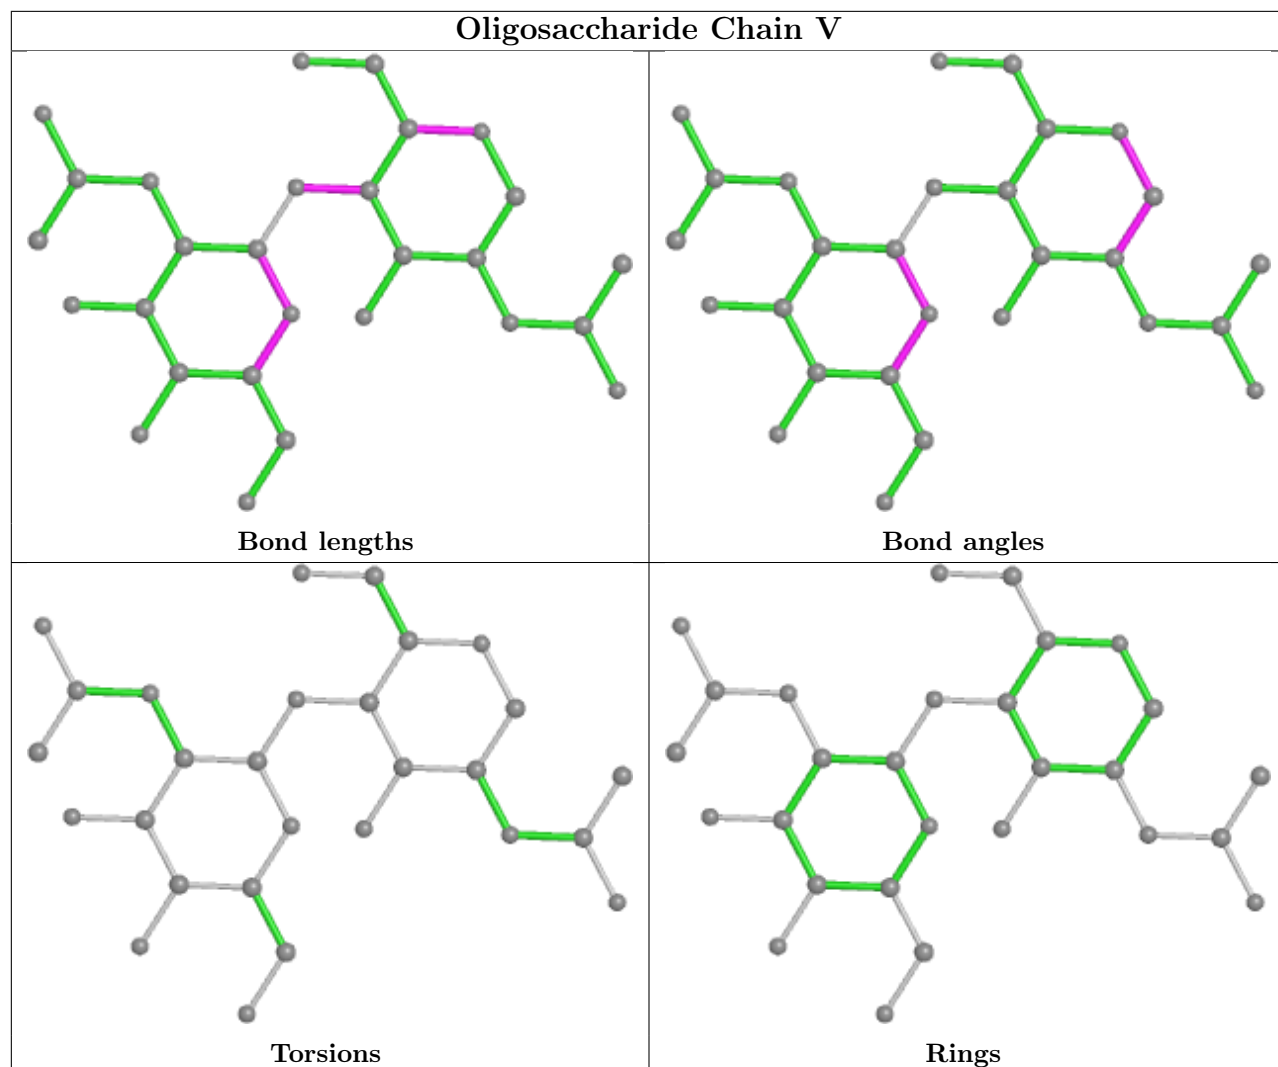 Oligosaccharide Chain V
Bond lengths
Bond angles
Torsions
Rings